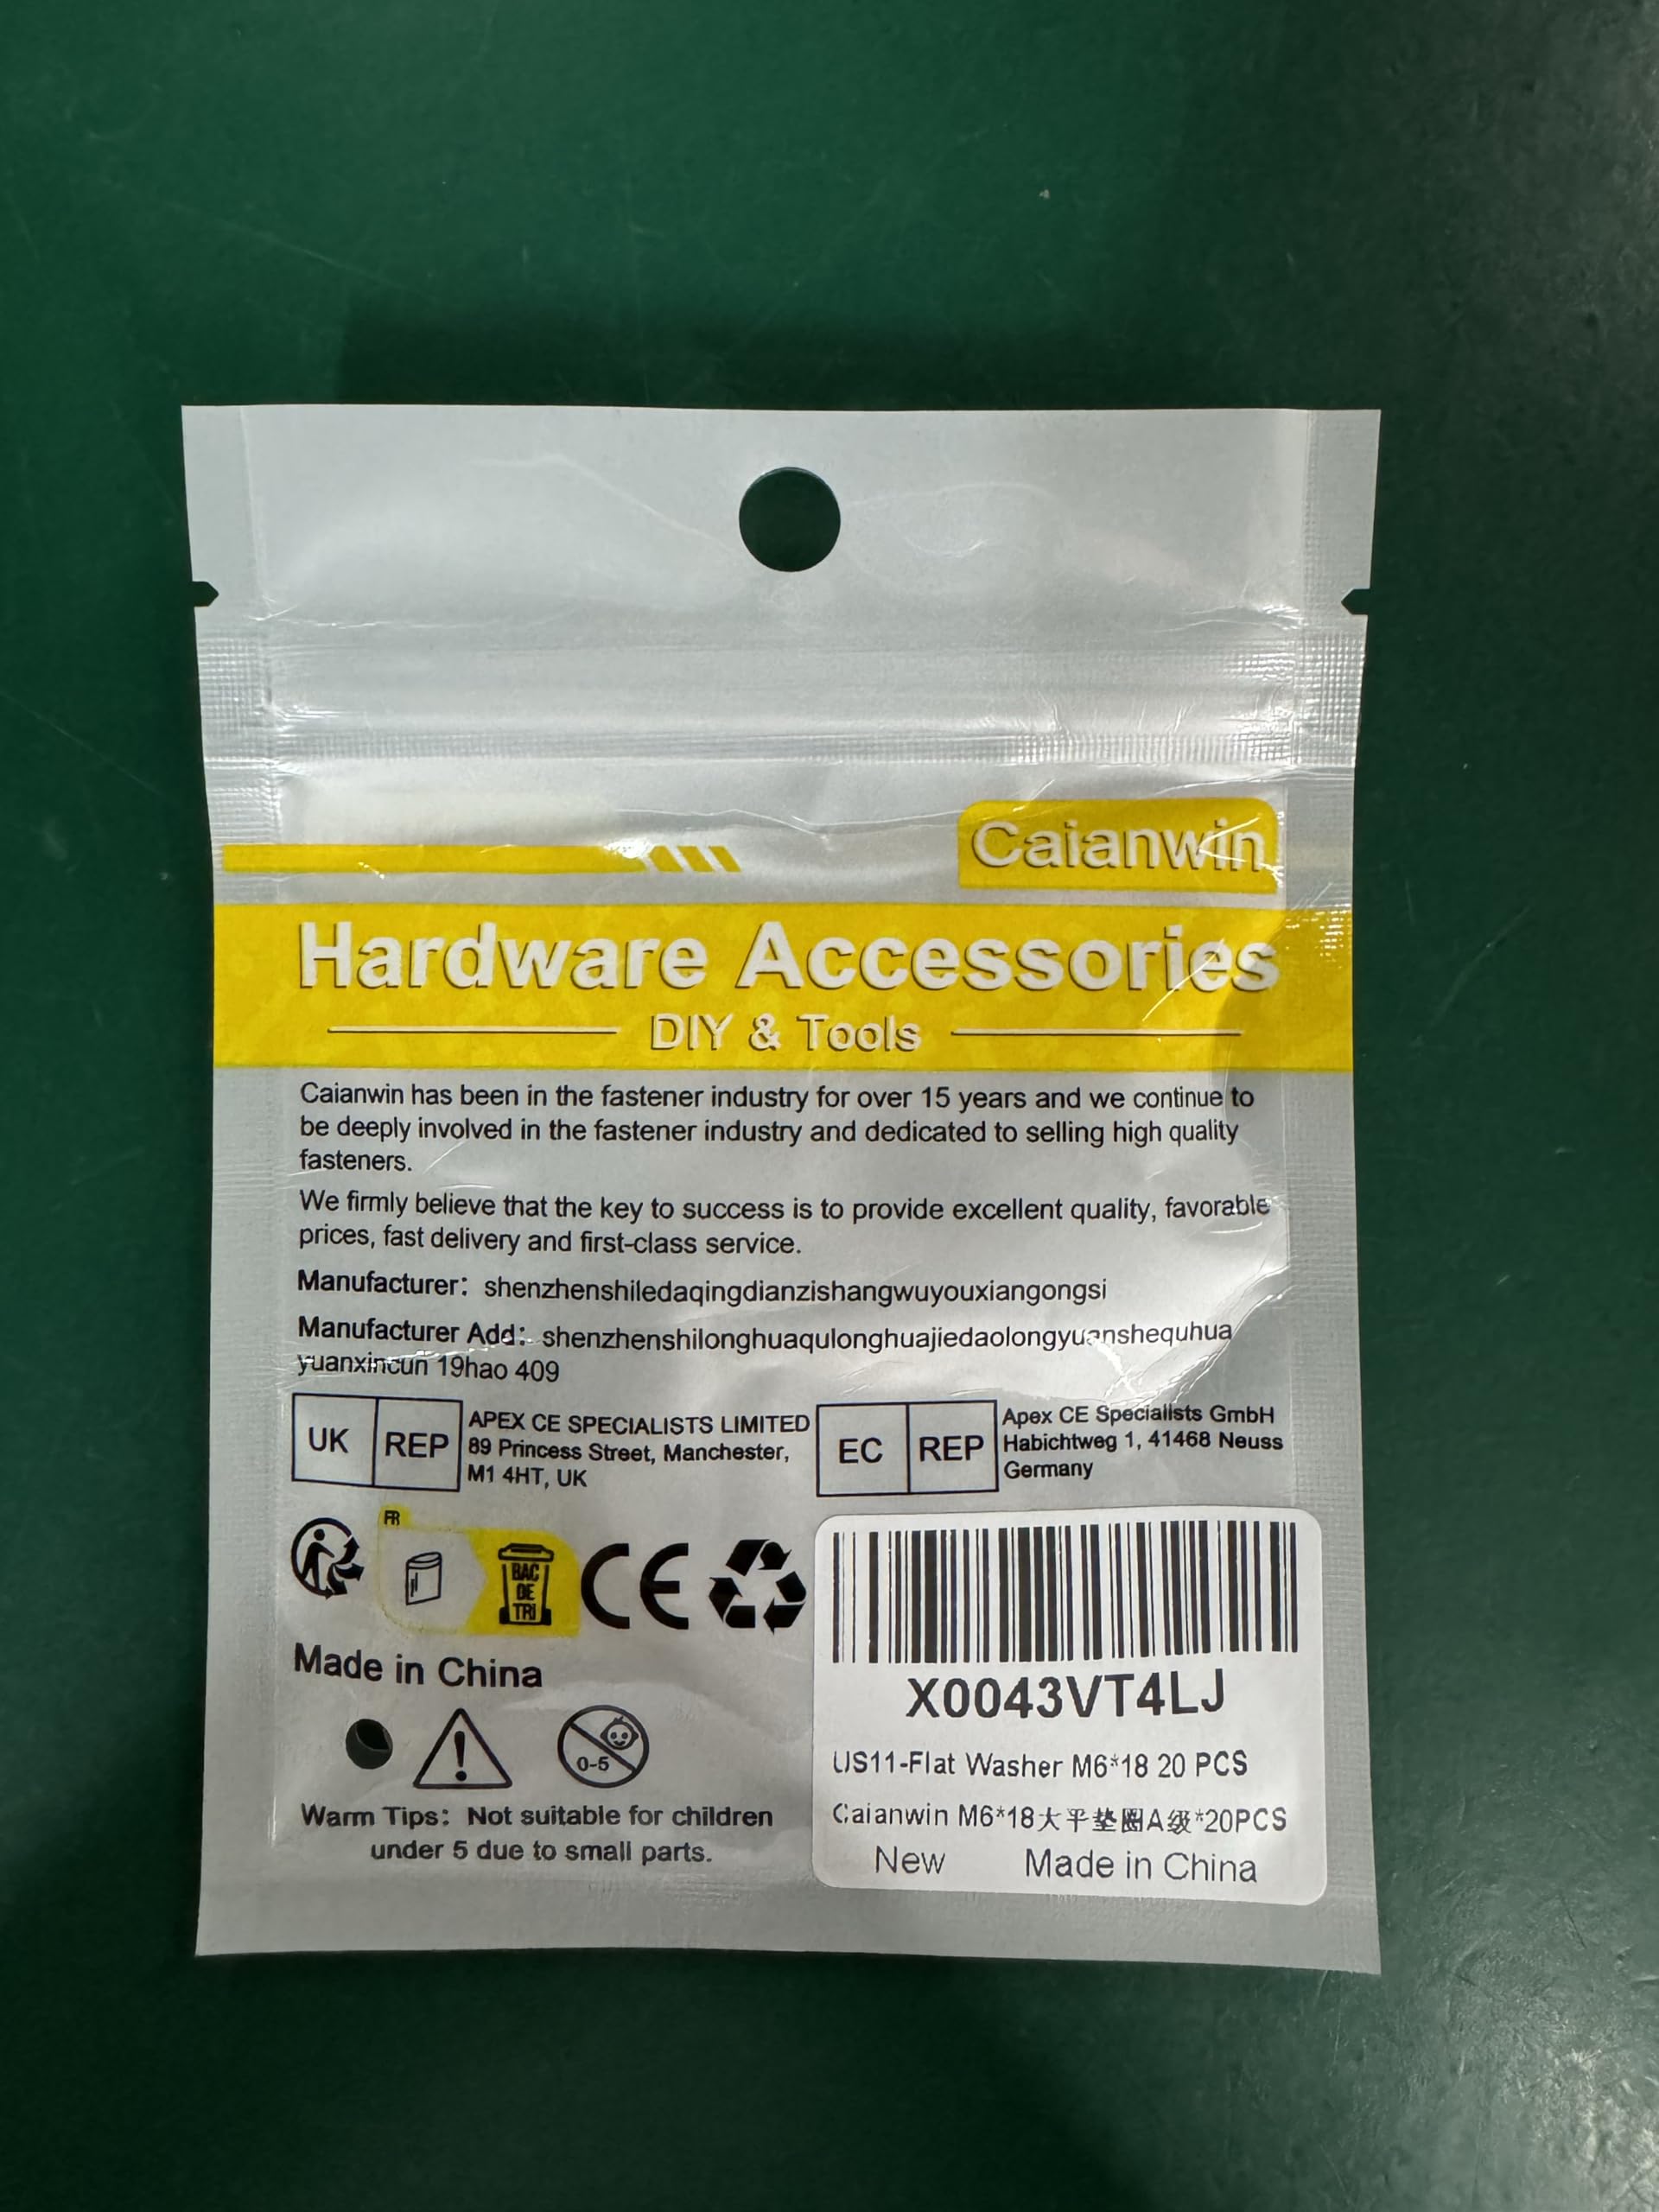 Caianwin
Hardware Accessories
DIY & Tools
Caianwin has been in the fastener industry for over 15 years and we continue to
be deeply involved in the fastener industry and dedicated to selling high quality
fasteners.
We firmly believe that the key to success is to provide excellent quality, favorable
prices, fast delivery and first-class service.
Manufacturer: shenzhenshiledaqingdianzishangwuyouxiangongsi
Manufacturer Add: shenzhenshilonghuaqulonghuajiedaolongyuanshequhua
yuanxincun 19hao 409
UK REP
APEX CE SPECIALISTS LIMITED
89 Princess Street, Manchester,
M1 4HT, UK
EC REP
Apex CE Specialists GmbH
Habichtweg 1, 41468 Neuss
Germany
FR
BAC
DE
TRI
CE
Made in China
0-5
Warm Tips: Not suitable for children
under 5 due to small parts.
X0043VT4LJ
US11-Flat Washer M6*18 20 PCS
Caianwin M6*18大平垫圈A级*20PCS
New Made in China